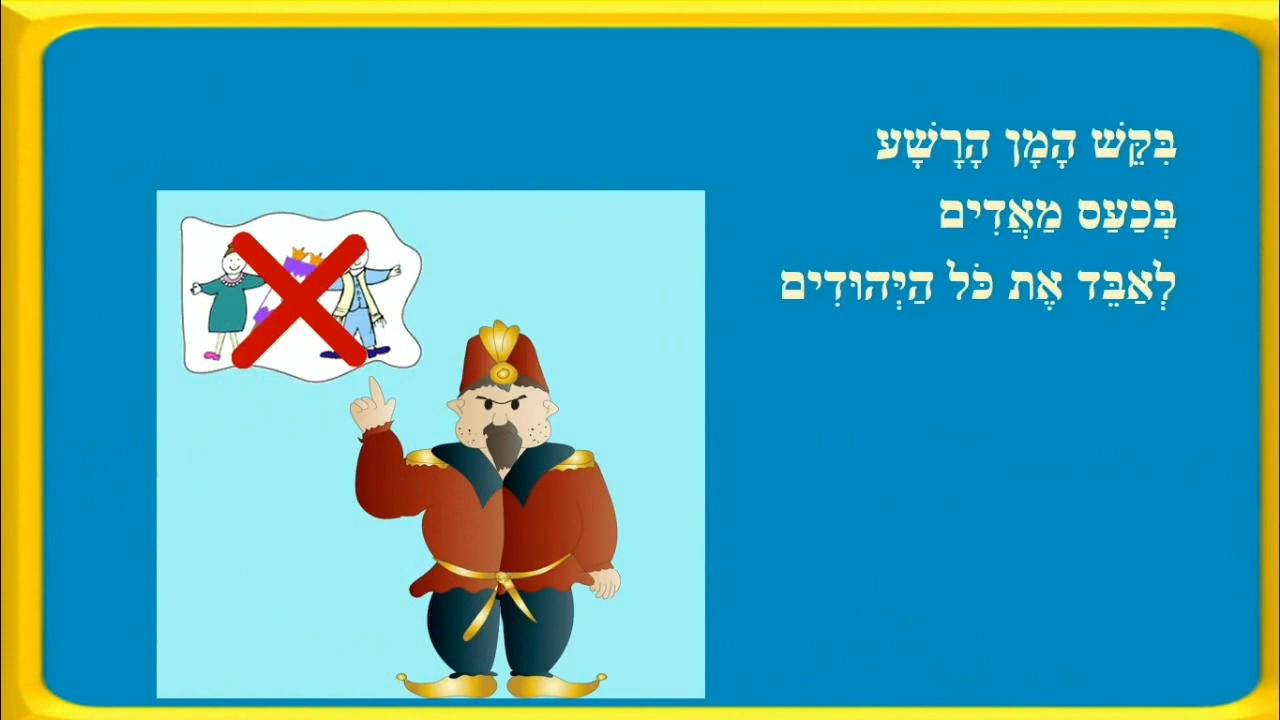 בִּקֵּשׁ הָמָן הָרָשָׁע
בְּכַעַס מַאֲדִים
לְאַבֵּד אֶת כֹּל הַיְּהוּדִים